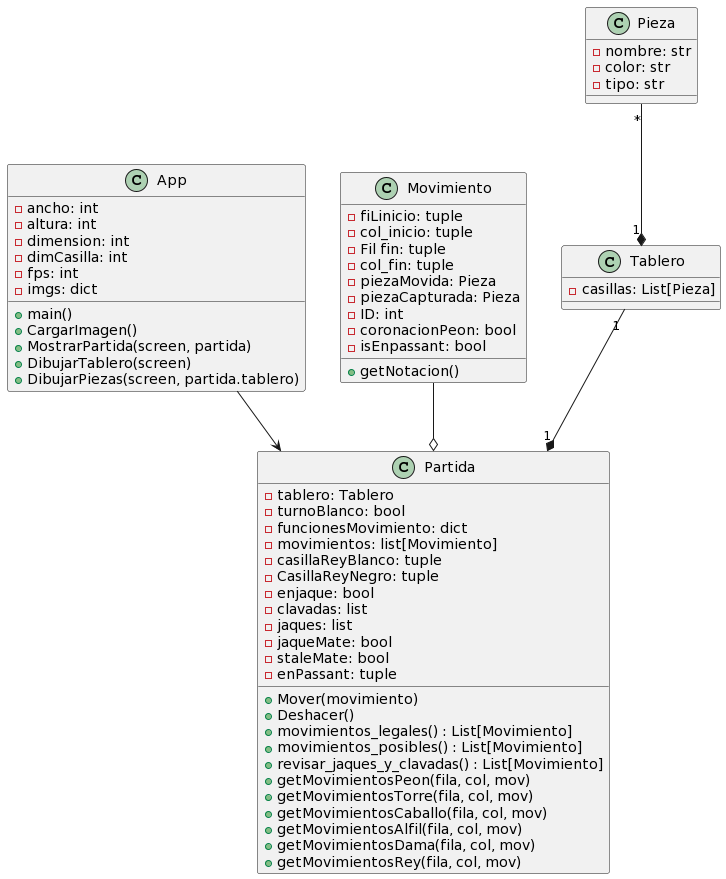 C Pieza
nombre: str
color: str
tipo: str
*
1
C App
ancho: int
altura: int
dimension: int
dimCasilla: int
fps: int
imgs: dict
main()
CargarImagen()
MostrarPartida(screen, partida)
DibujarTablero(screen)
DibujarPiezas(screen, partida.tablero)
C Movimiento
fiLinicio: tuple
col_inicio: tuple
Fil fin: tuple
col_fin: tuple
piezaMovida: Pieza
piezaCapturada: Pieza
ID: int
coronacionPeon: bool
isEnpassant: bool
getNotacion()
C Tablero
casillas: List[Pieza]
1
1
C Partida
tablero: Tablero
turnoBlanco: bool
funcionesMovimiento: dict
movimientos: list[Movimiento]
casillaReyBlanco: tuple
CasillaReyNegro: tuple
enjaque: bool
clavadas: list
jaques: list
jaqueMate: bool
staleMate: bool
enPassant: tuple
Mover(movimiento)
Deshacer()
movimientos_legales() : List[Movimiento]
movimientos_posibles() : List[Movimiento]
revisar_jaques_y_clavadas() : List[Movimiento]
getMovimientosPeon(fila, col, mov)
getMovimientosTorre(fila, col, mov)
getMovimientosCaballo(fila, col, mov)
getMovimientosAlfil(fila, col, mov)
getMovimientosDama(fila, col, mov)
getMovimientosRey(fila, col, mov)